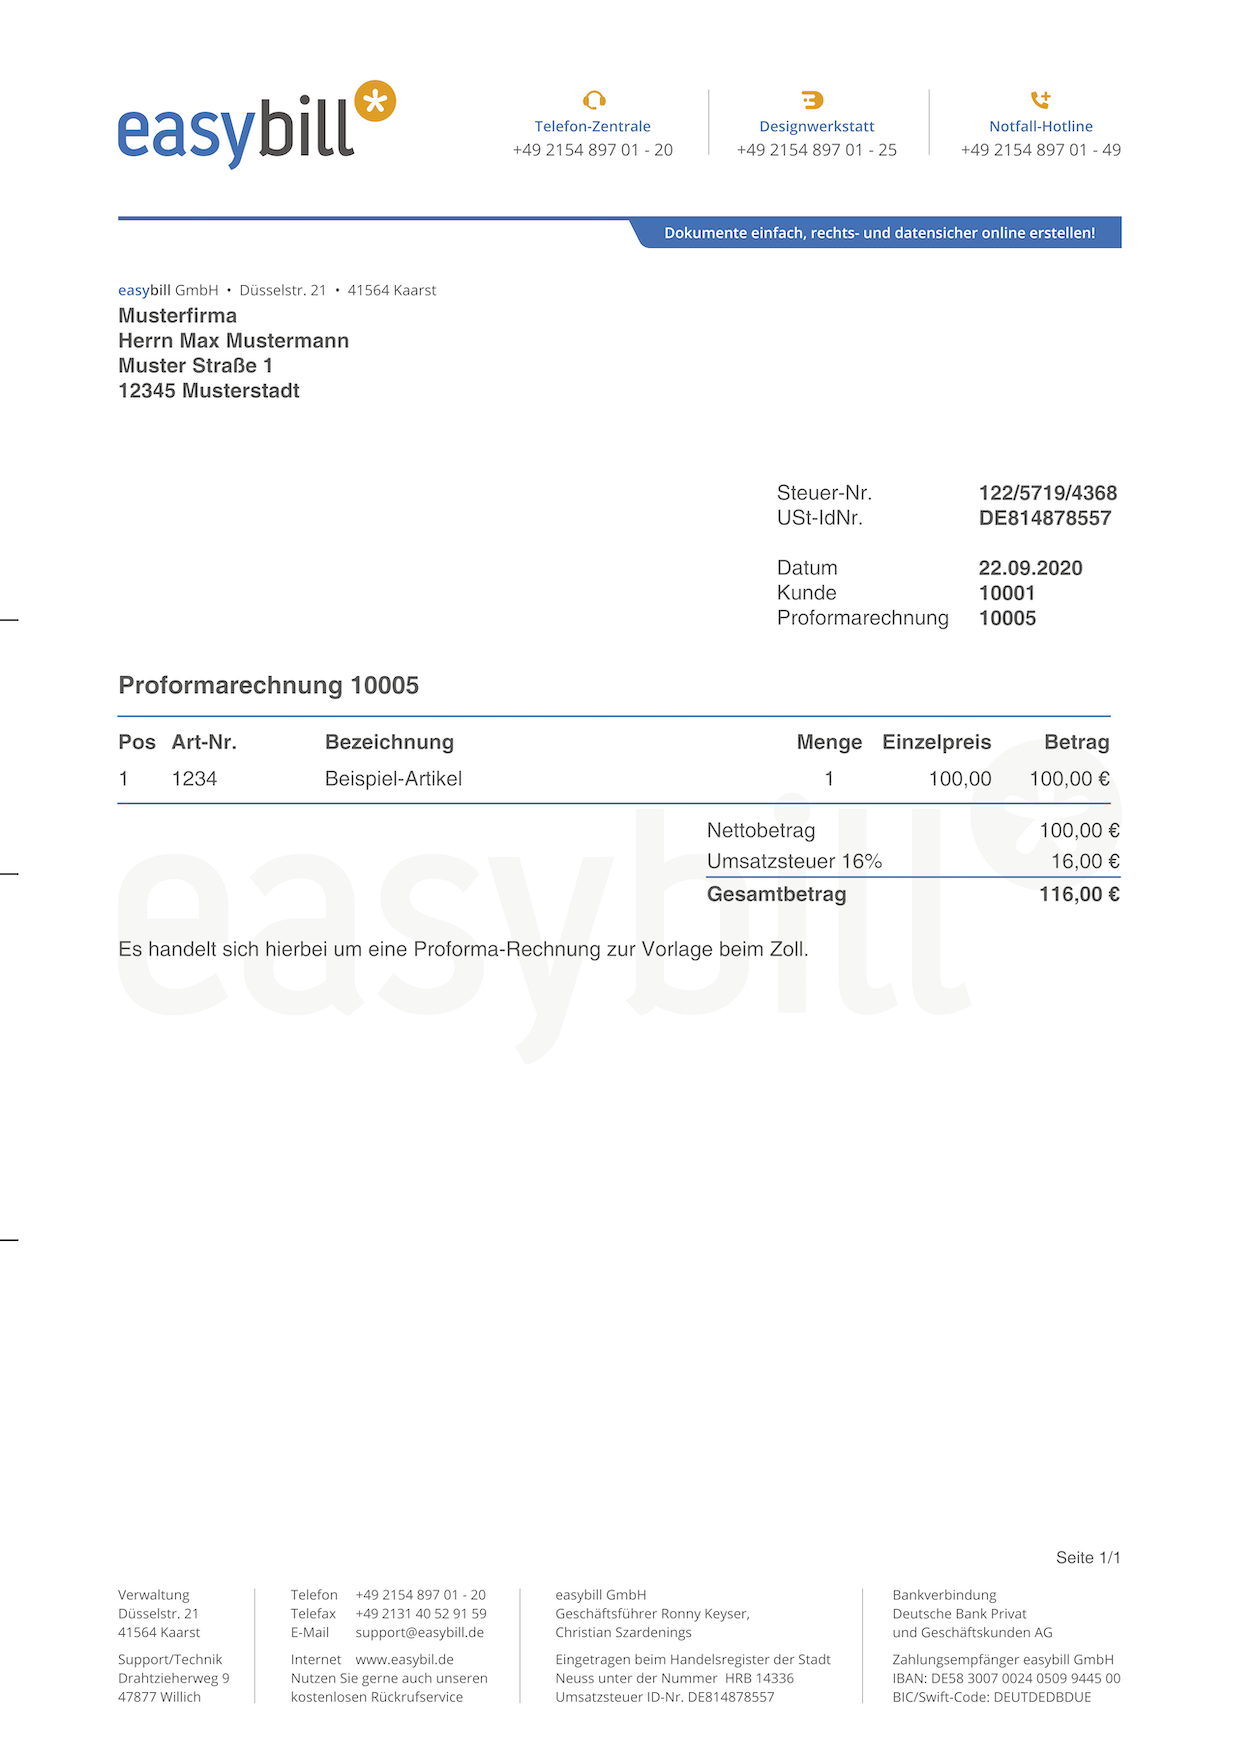 easybill
Telefon-Zentrale
+49 2154 897 01 - 20
Designwerkstatt
+49 2154 897 01 - 25
Notfall-Hotline
+49 2154 897 01 - 49
Dokumente einfach, rechts- und datensicher online erstellen!
easybill GmbH • Düsselstr. 21 • 41564 Kaarst
Musterfirma
Herrn Max Mustermann
Muster Straße 1
12345 Musterstadt
Steuer-Nr. 122/5719/4368
USt-IdNr. DE814878557
Datum 22.09.2020
Kunde 10001
Proformarechnung 10005
Proformarechnung 10005
Pos Art-Nr. Bezeichnung Menge Einzelpreis Betrag
1 1234 Beispiel-Artikel 1 100,00 100,00 €
Nettobetrag 100,00 €
Umsatzsteuer 16% 16,00 €
Gesamtbetrag 116,00 €
easybill
Es handelt sich hierbei um eine Proforma-Rechnung zur Vorlage beim Zoll.
Seite 1/1
Verwaltung
Düsselstr. 21
41564 Kaarst
Support/Technik
Drahtzieherweg 9
47877 Willich
Telefon +49 2154 897 01 - 20
Telefax +49 2131 40 52 91 59
E-Mail support@easybill.de
Internet www.easybil.de
Nutzen Sie gerne auch unseren
kostenlosen Rückrufservice
easybill GmbH
Geschäftsführer Ronny Keyser,
Christian Szardenings
Eingetragen beim Handelsregister der Stadt
Neuss unter der Nummer HRB 14336
Umsatzsteuer ID-Nr. DE814878557
Bankverbindung
Deutsche Bank Privat
und Geschäftskunden AG
Zahlungsempfänger easybill GmbH
IBAN: DE58 3007 0024 0509 9445 00
BIC/Swift-Code: DEUTDEDBDUE